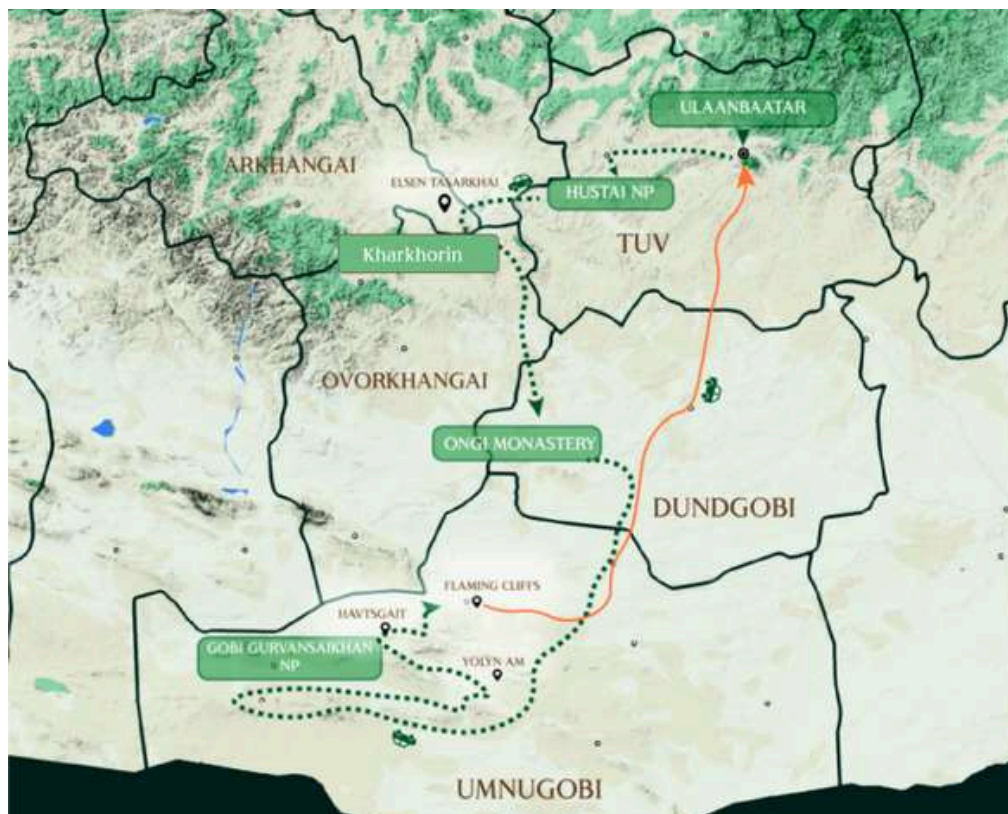 ULAANBAATAR
ARKHANGAI
ELSEN TASARKHAI
HUSTAI NP
TUV
Kharkhorin
OVORKHANGAI
ONGI MONASTERY
DUNDGOBI
FLAMING CLIFFS
HAVTSGAIT
GOBI GURVANSAIKHAN
NP
YOLYN AM
UMNUGOBI